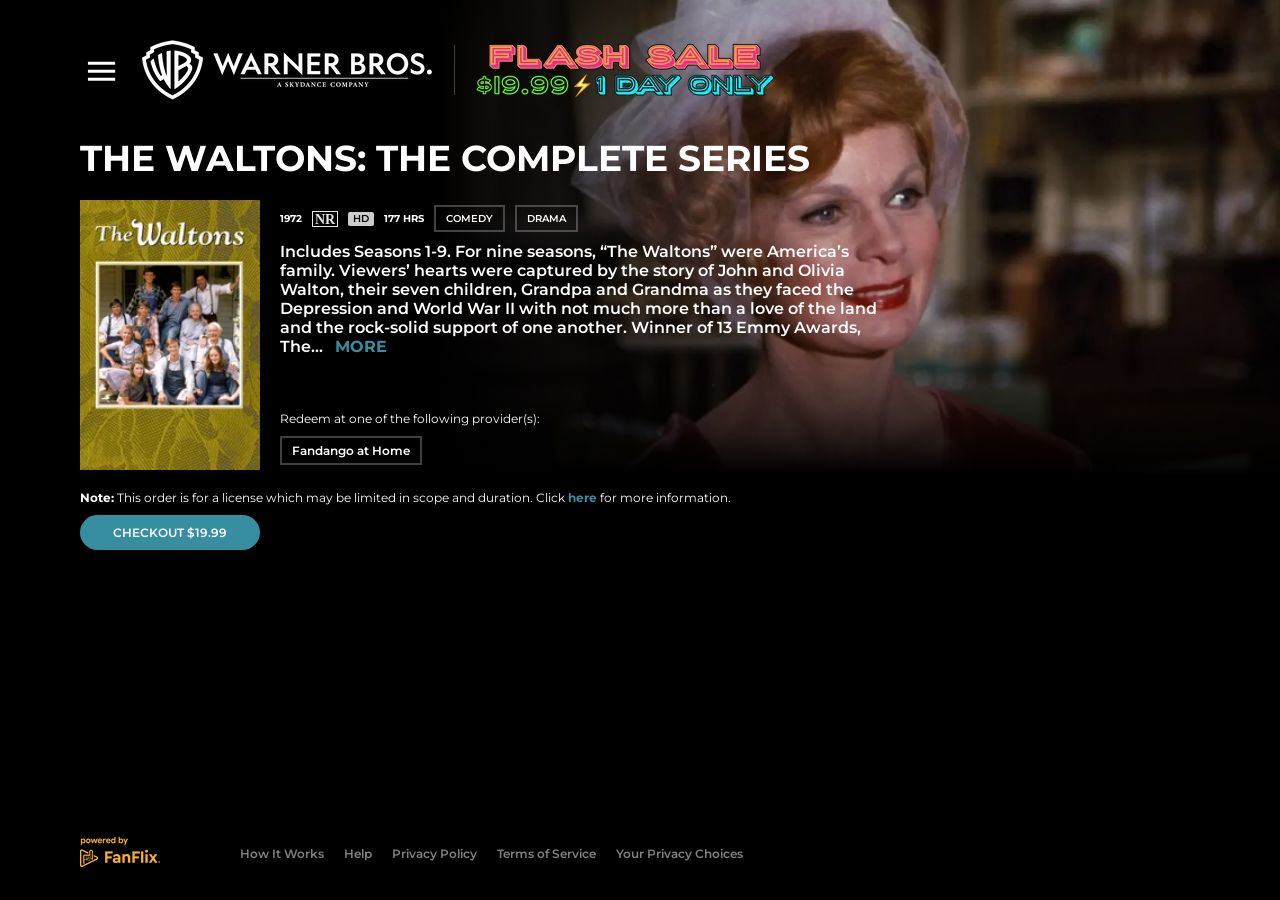 WARNER BROS.
A SKYDANCE COMPANY
FLASH SALE
$19.99⚡1 DAY ONLY
THE WALTONS: THE COMPLETE SERIES
The Waltons
1972 NR HD 177 HRS COMEDY DRAMA
Includes Seasons 1-9. For nine seasons, “The Waltons” were America’s
family. Viewers’ hearts were captured by the story of John and Olivia
Walton, their seven children, Grandpa and Grandma as they faced the
Depression and World War II with not much more than a love of the land
and the rock-solid support of one another. Winner of 13 Emmy Awards,
The... MORE
Redeem at one of the following provider(s):
Fandango at Home
Note: This order is for a license which may be limited in scope and duration. Click here for more information.
CHECKOUT $19.99
powered by
FanFlix.
How It Works Help Privacy Policy Terms of Service Your Privacy Choices